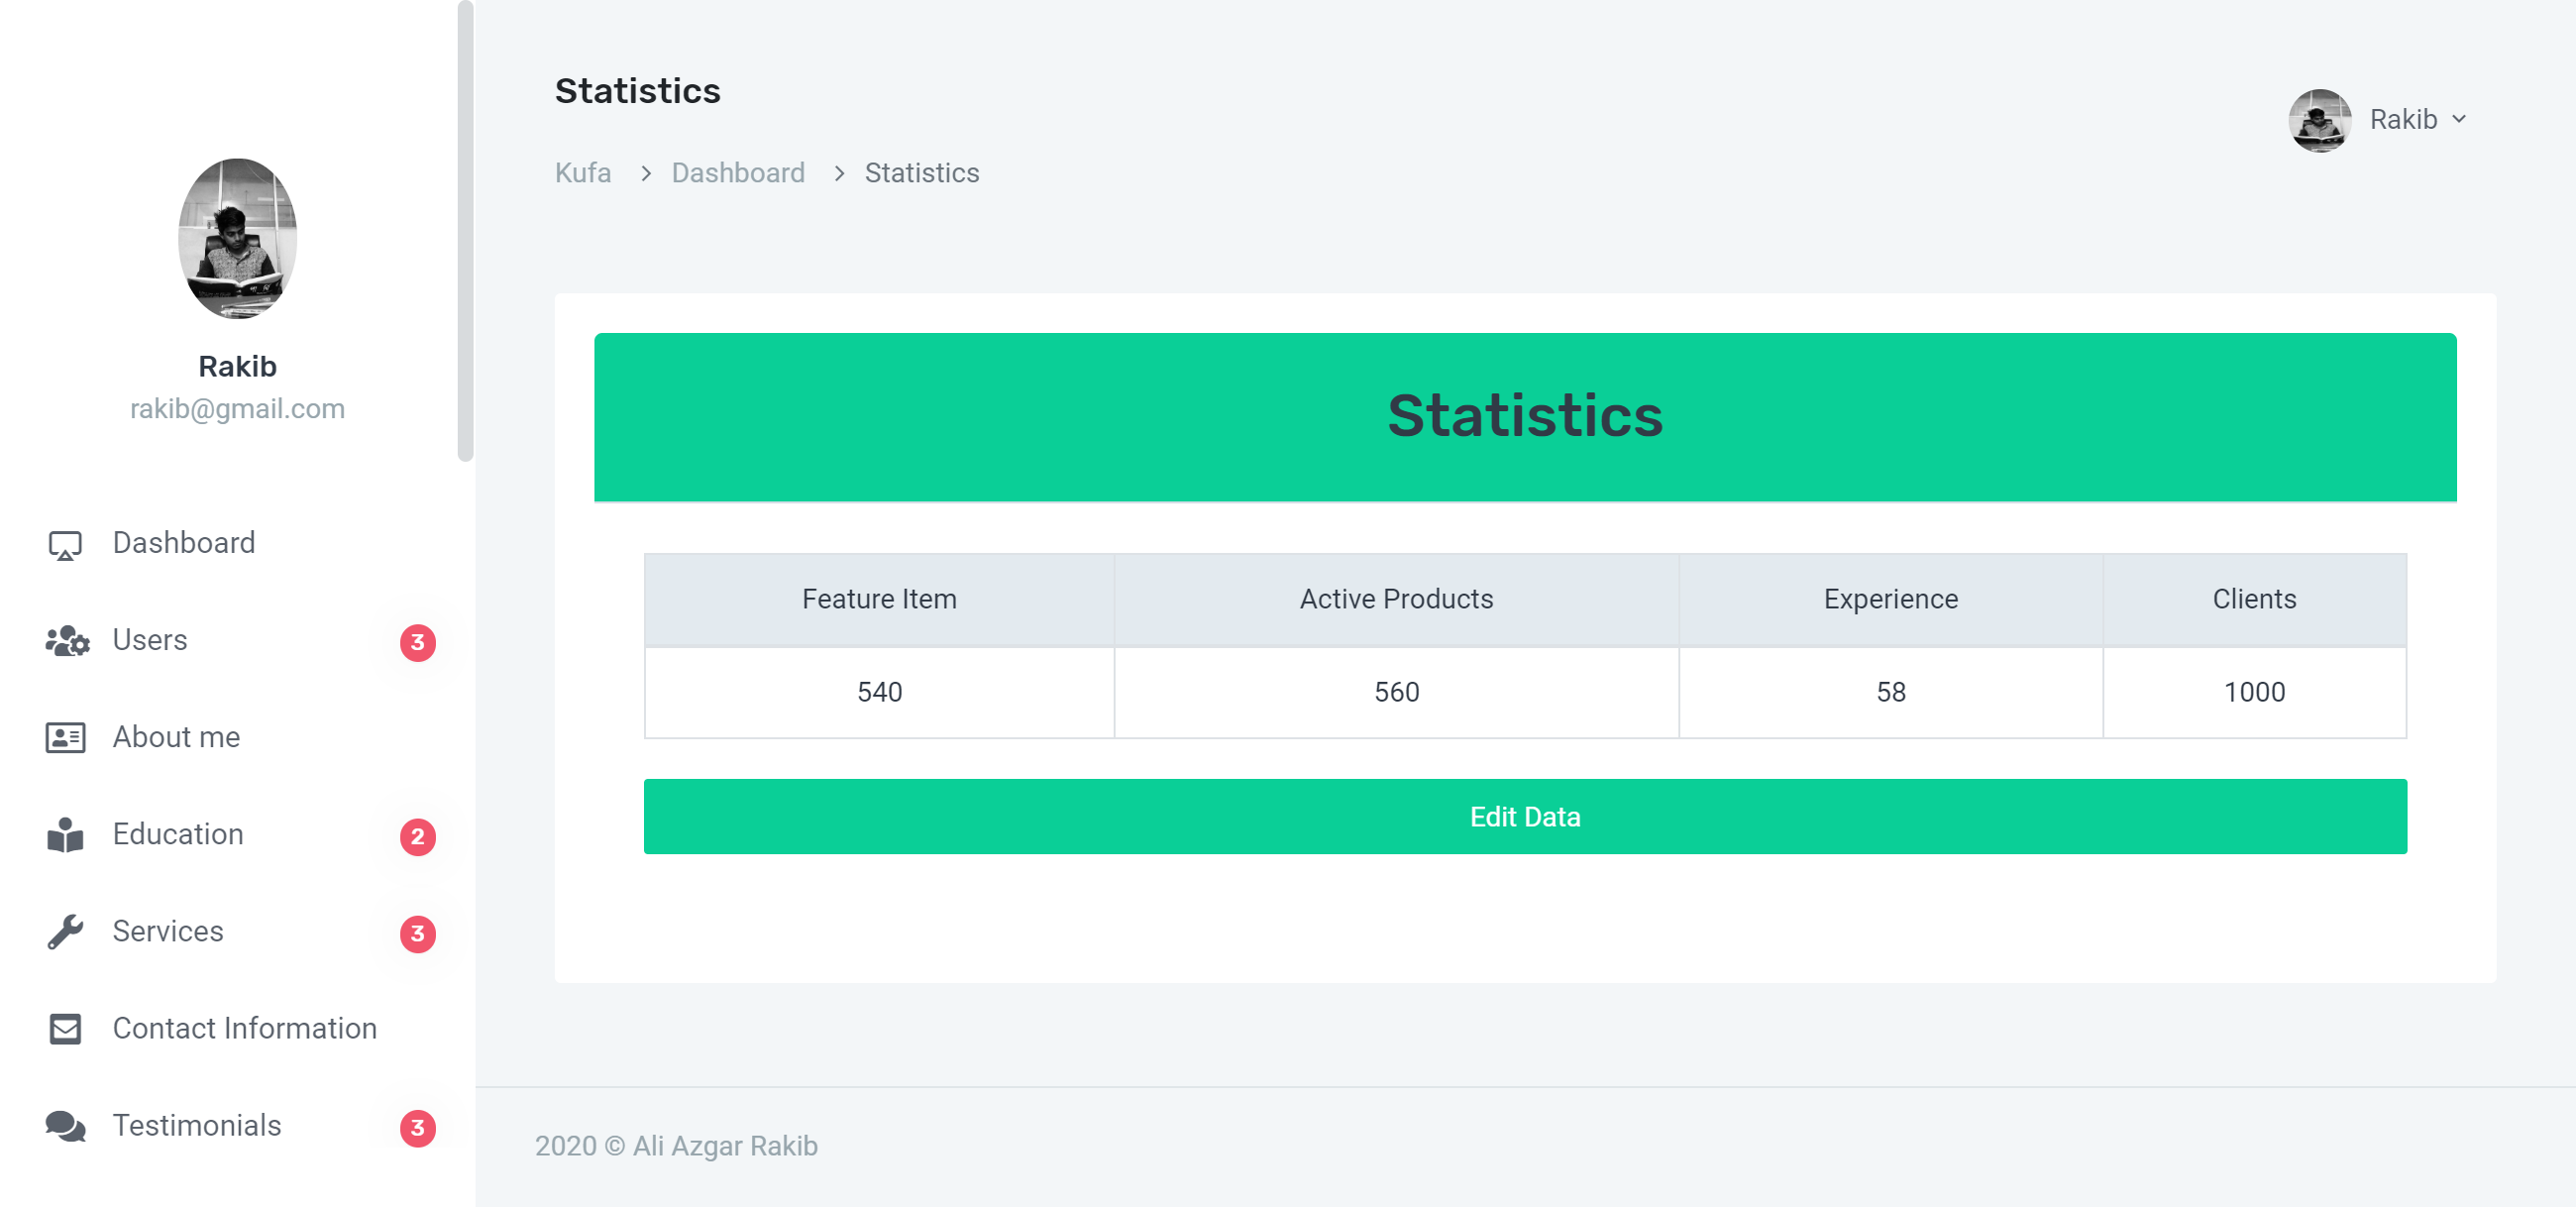 Rakib
rakib@gmail.com
Dashboard
Users 3
About me
Education 2
Services 3
Contact Information
Testimonials 3
Statistics
Kufa > Dashboard > Statistics
Rakib
Statistics
Feature Item Active Products Experience Clients
540 560 58 1000
Edit Data
2020 © Ali Azgar Rakib